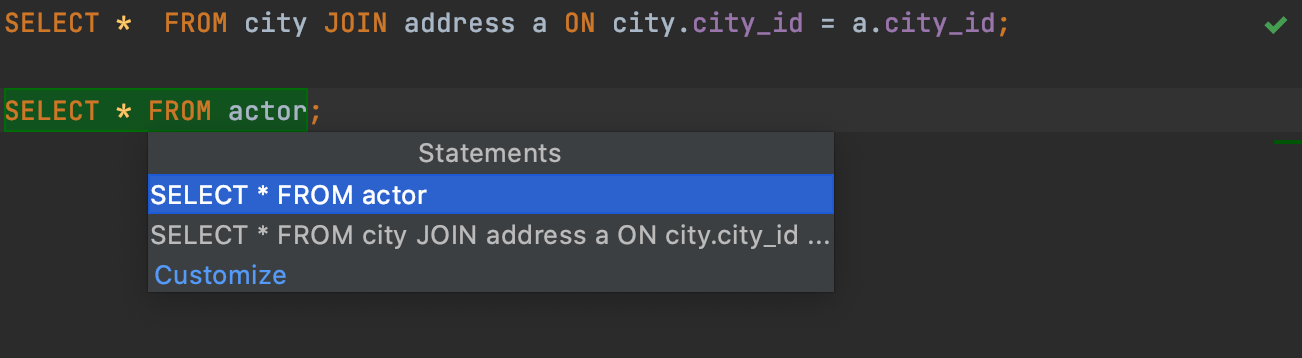 SELECT *  FROM city JOIN address a ON city.city_id = a.city_id;
SELECT * FROM actor;
Statements
SELECT * FROM actor
SELECT * FROM city JOIN address a ON city.city_id ...
Customize